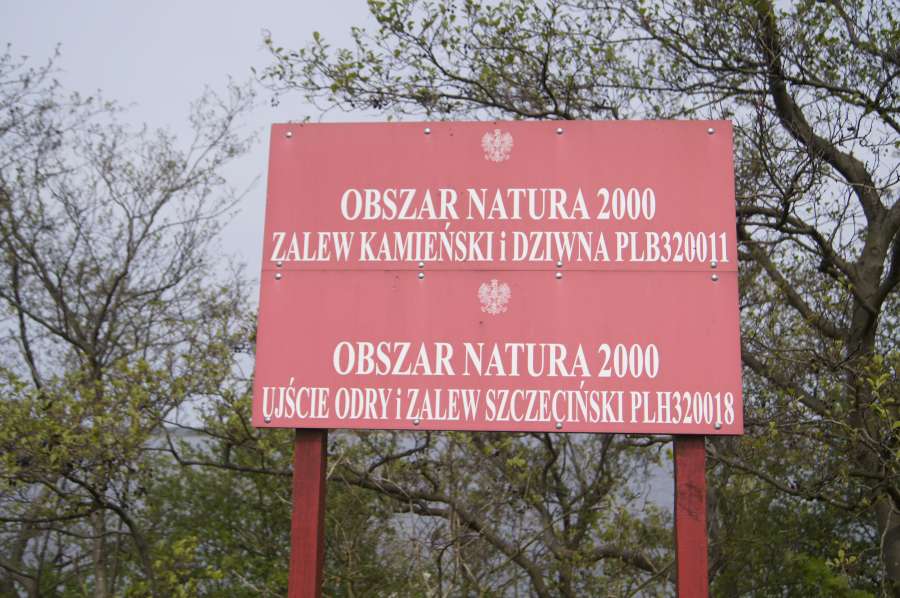 OBSZAR NATURA 2000
ZALEW KAMIEŃSKI i DZIWNA PLB320011
OBSZAR NATURA 2000
UJŚCIE ODRY i ZALEW SZCZECIŃSKI PLH320018